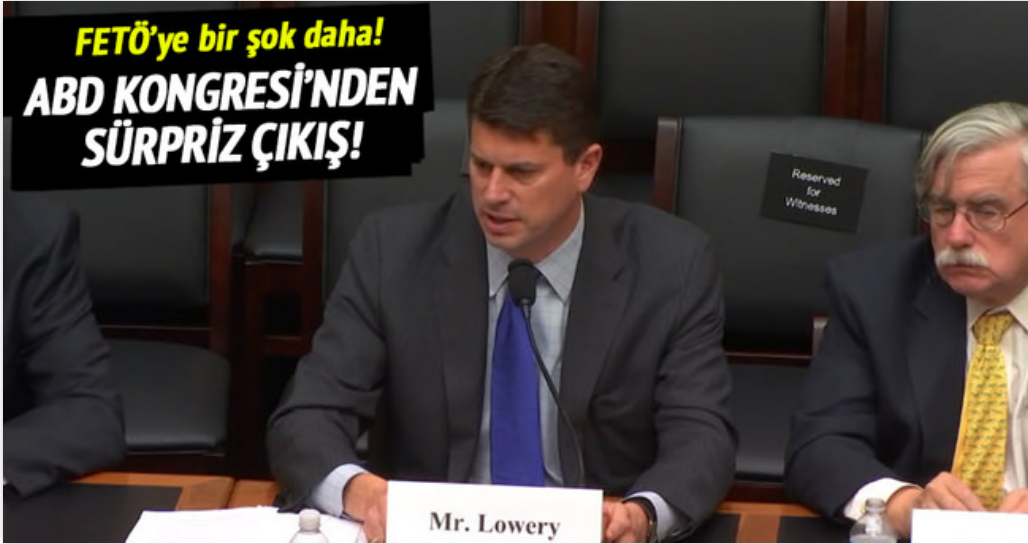 FETÖ'ye bir şok daha!
ABD KONGRESİ'NDEN
SÜRPRİZ ÇIKIŞ!
Reserved
for
Witnesses
Mr. Lowery